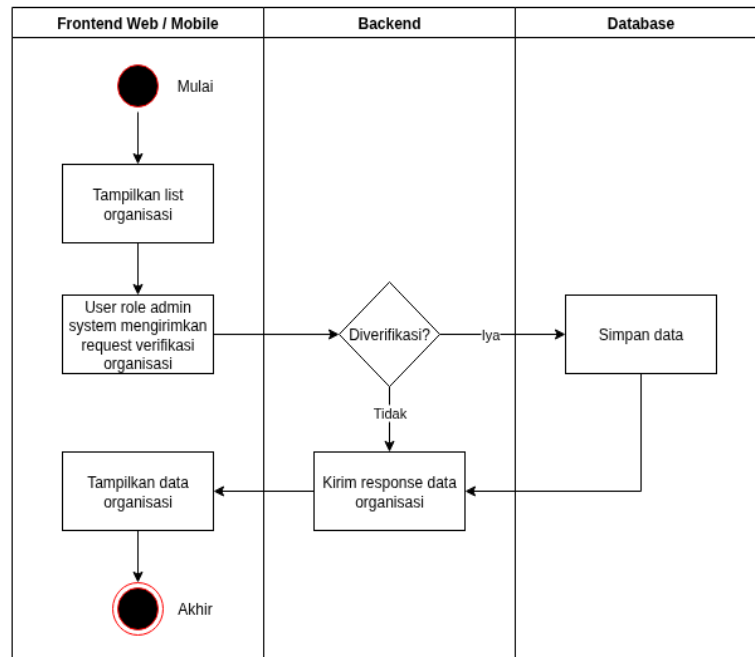 Frontend Web / Mobile
Backend
Database
Mulai
Tampilkan list
organisasi
User role admin
system mengirimkan
request verifikasi
organisasi
Diverifikasi?
Iya
Simpan data
Tidak
Kirim response data
organisasi
Tampilkan data
organisasi
Akhir